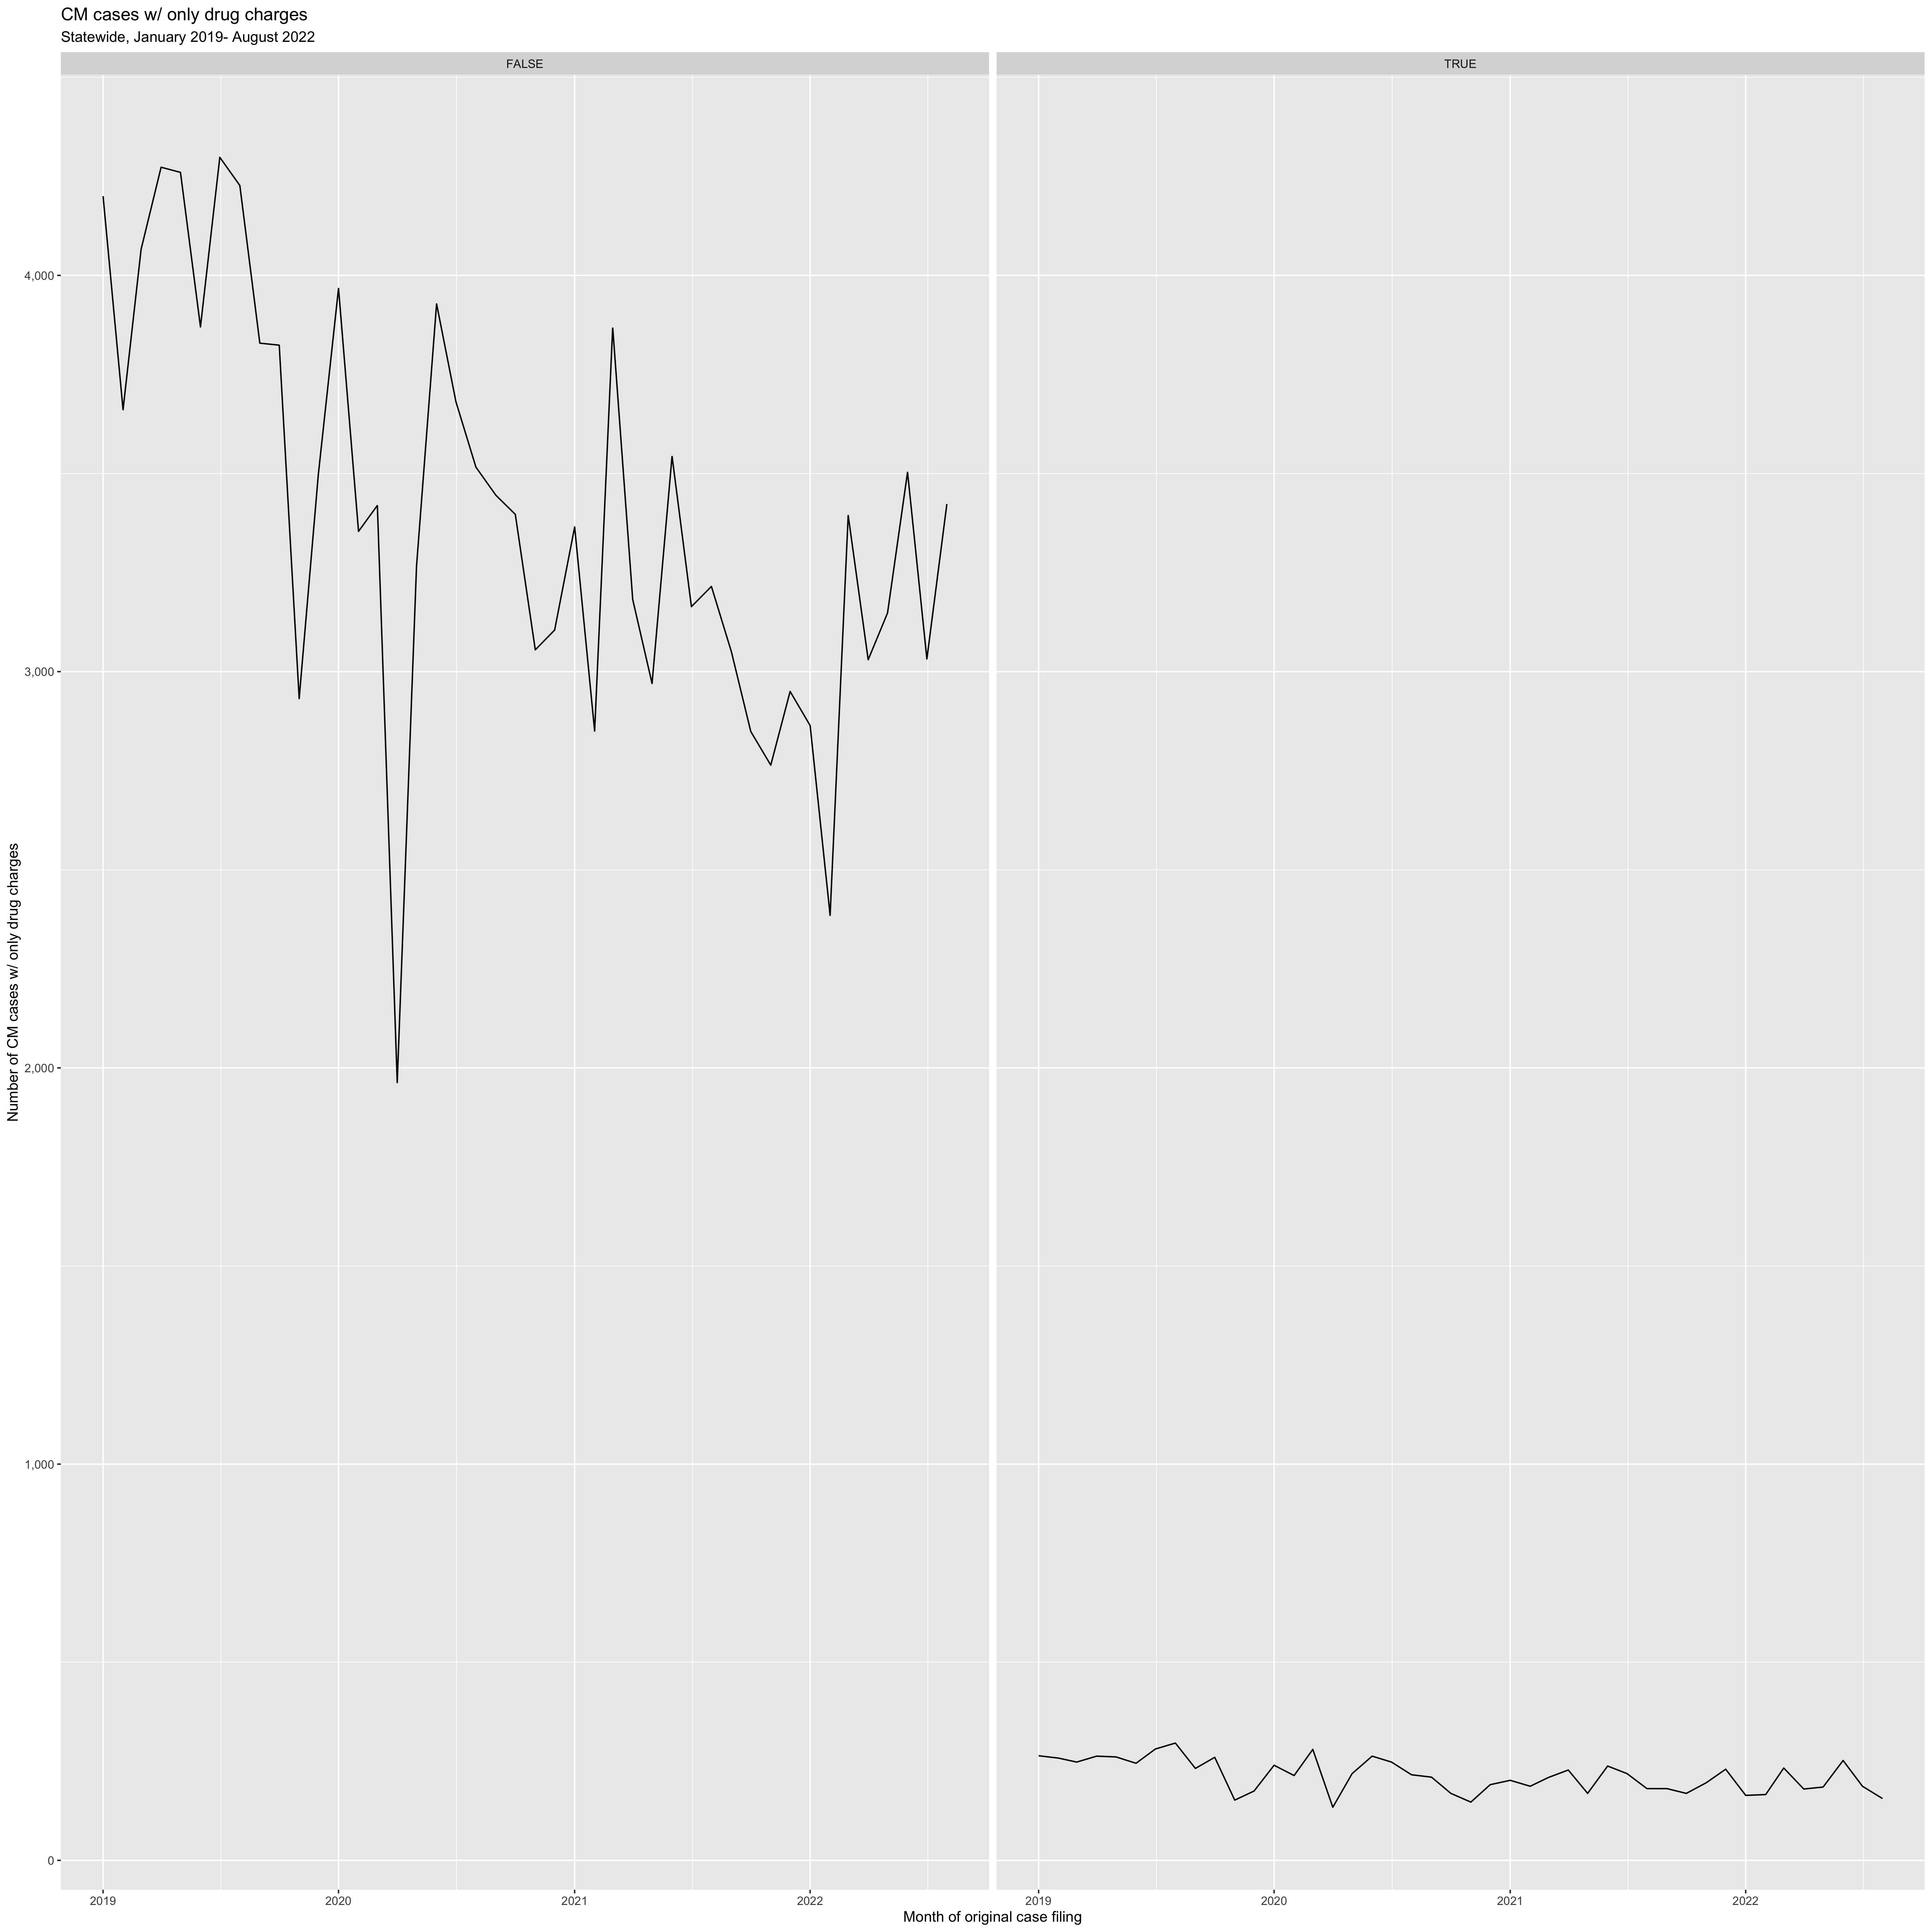 CM cases w/ only drug charges
Statewide, January 2019- August 2022
FALSE
TRUE
Number of CM cases w/ only drug charges
4,000
3,000
2,000
1,000
0
2019
2020
2021
2022
2019
2020
2021
2022
Month of original case filing